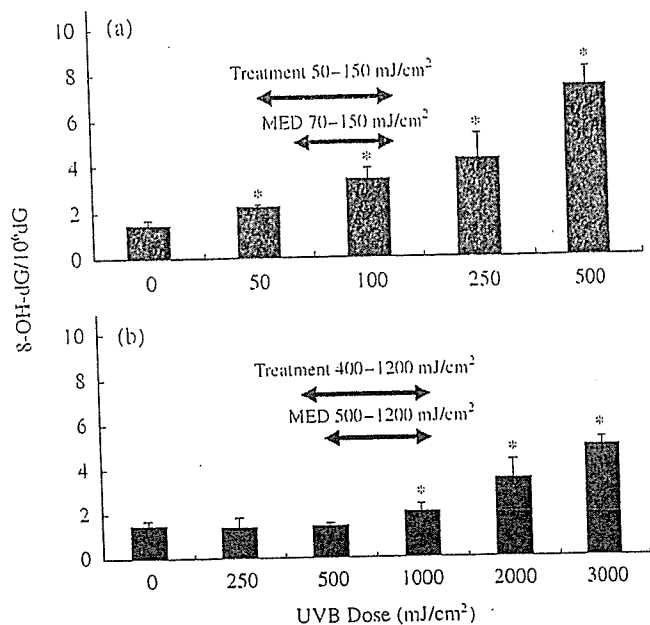 10
(a)
8
6
4
2
0
Treatment 50–150 mJ/cm²
MED 70–150 mJ/cm²
*
*
*
*
0 50 100 250 500
8-OH-dG/10⁶dG
10
(b)
8
6
4
2
0
Treatment 400–1200 mJ/cm²
MED 500–1200 mJ/cm²
*
*
*
0 250 500 1000 2000 3000
UVB Dose (mJ/cm²)